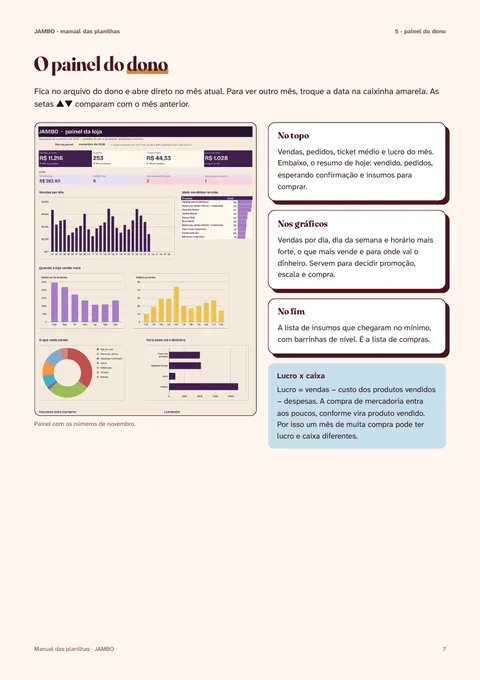 JAMBO · manual das planilhas
5 · painel do dono
O painel do dono
Fica no arquivo do dono e abre direto no mês atual. Para ver outro mês, troque a data na caixinha amarela. As
setas ▲▼ comparam com o mês anterior.
JAMBO · painel da loja
novembro de 2026
R$ 11.216
253
R$ 44,33
R$ 1.028
R$ 282,90
9
2
1
Vendas por dia
Mais vendidos no mês
Quando a loja vende mais
O que mais vende
Para onde vai o dinheiro
Insumos para comprar
Lembrete
Painel com os números de novembro.
No topo
Vendas, pedidos, ticket médio e lucro do mês.
Embaixo, o resumo de hoje: vendido, pedidos,
esperando confirmação e insumos para
comprar.
Nos gráficos
Vendas por dia, dia da semana e horário mais
forte, o que mais vende e para onde vai o
dinheiro. Servem para decidir promoção,
escala e compra.
No fim
A lista de insumos que chegaram no mínimo,
com barrinhas de nível. É a lista de compras.
Lucro x caixa
Lucro = vendas − custo dos produtos vendidos
− despesas. A compra de mercadoria entra
aos poucos, conforme vira produto vendido.
Por isso um mês de muita compra pode ter
lucro e caixa diferentes.
Manual das planilhas · JAMBO
7